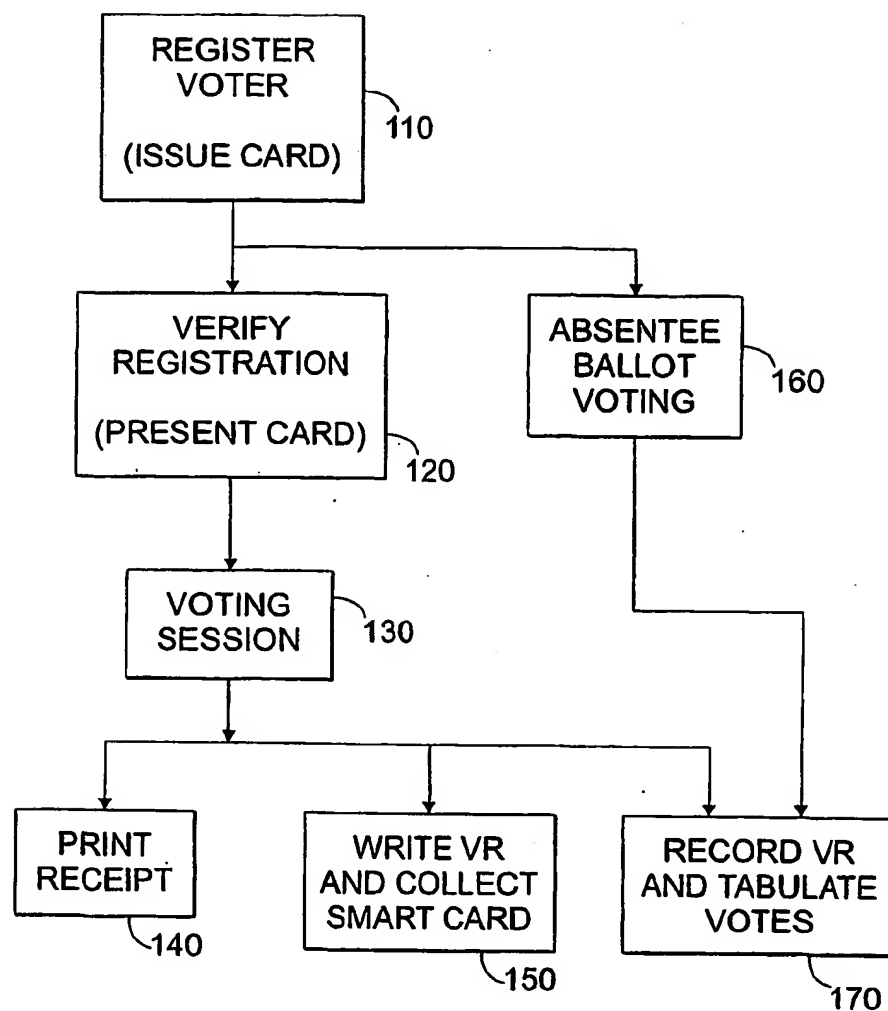 REGISTER
VOTER
(ISSUE CARD)
110
VERIFY
REGISTRATION
(PRESENT CARD)
120
ABSENTEE
BALLOT
VOTING
160
VOTING
SESSION
130
PRINT
RECEIPT
140
WRITE VR
AND COLLECT
SMART CARD
150
RECORD VR
AND TABULATE
VOTES
170